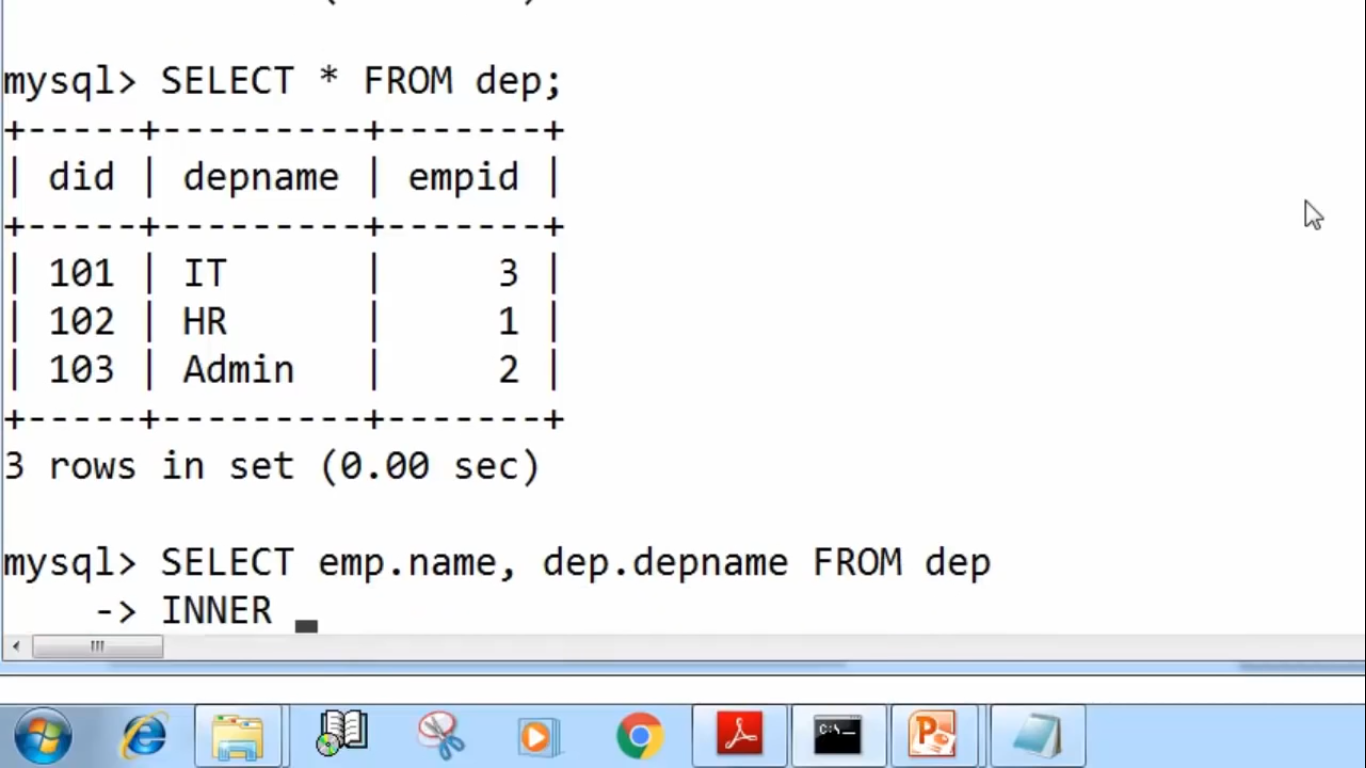 mysql> SELECT * FROM dep;
+-----+---------+-------+
| did | depname | empid |
+-----+---------+-------+
| 101 | IT      |     3 |
| 102 | HR      |     1 |
| 103 | Admin   |     2 |
+-----+---------+-------+
3 rows in set (0.00 sec)
mysql> SELECT emp.name, dep.depname FROM dep
    -> INNER _